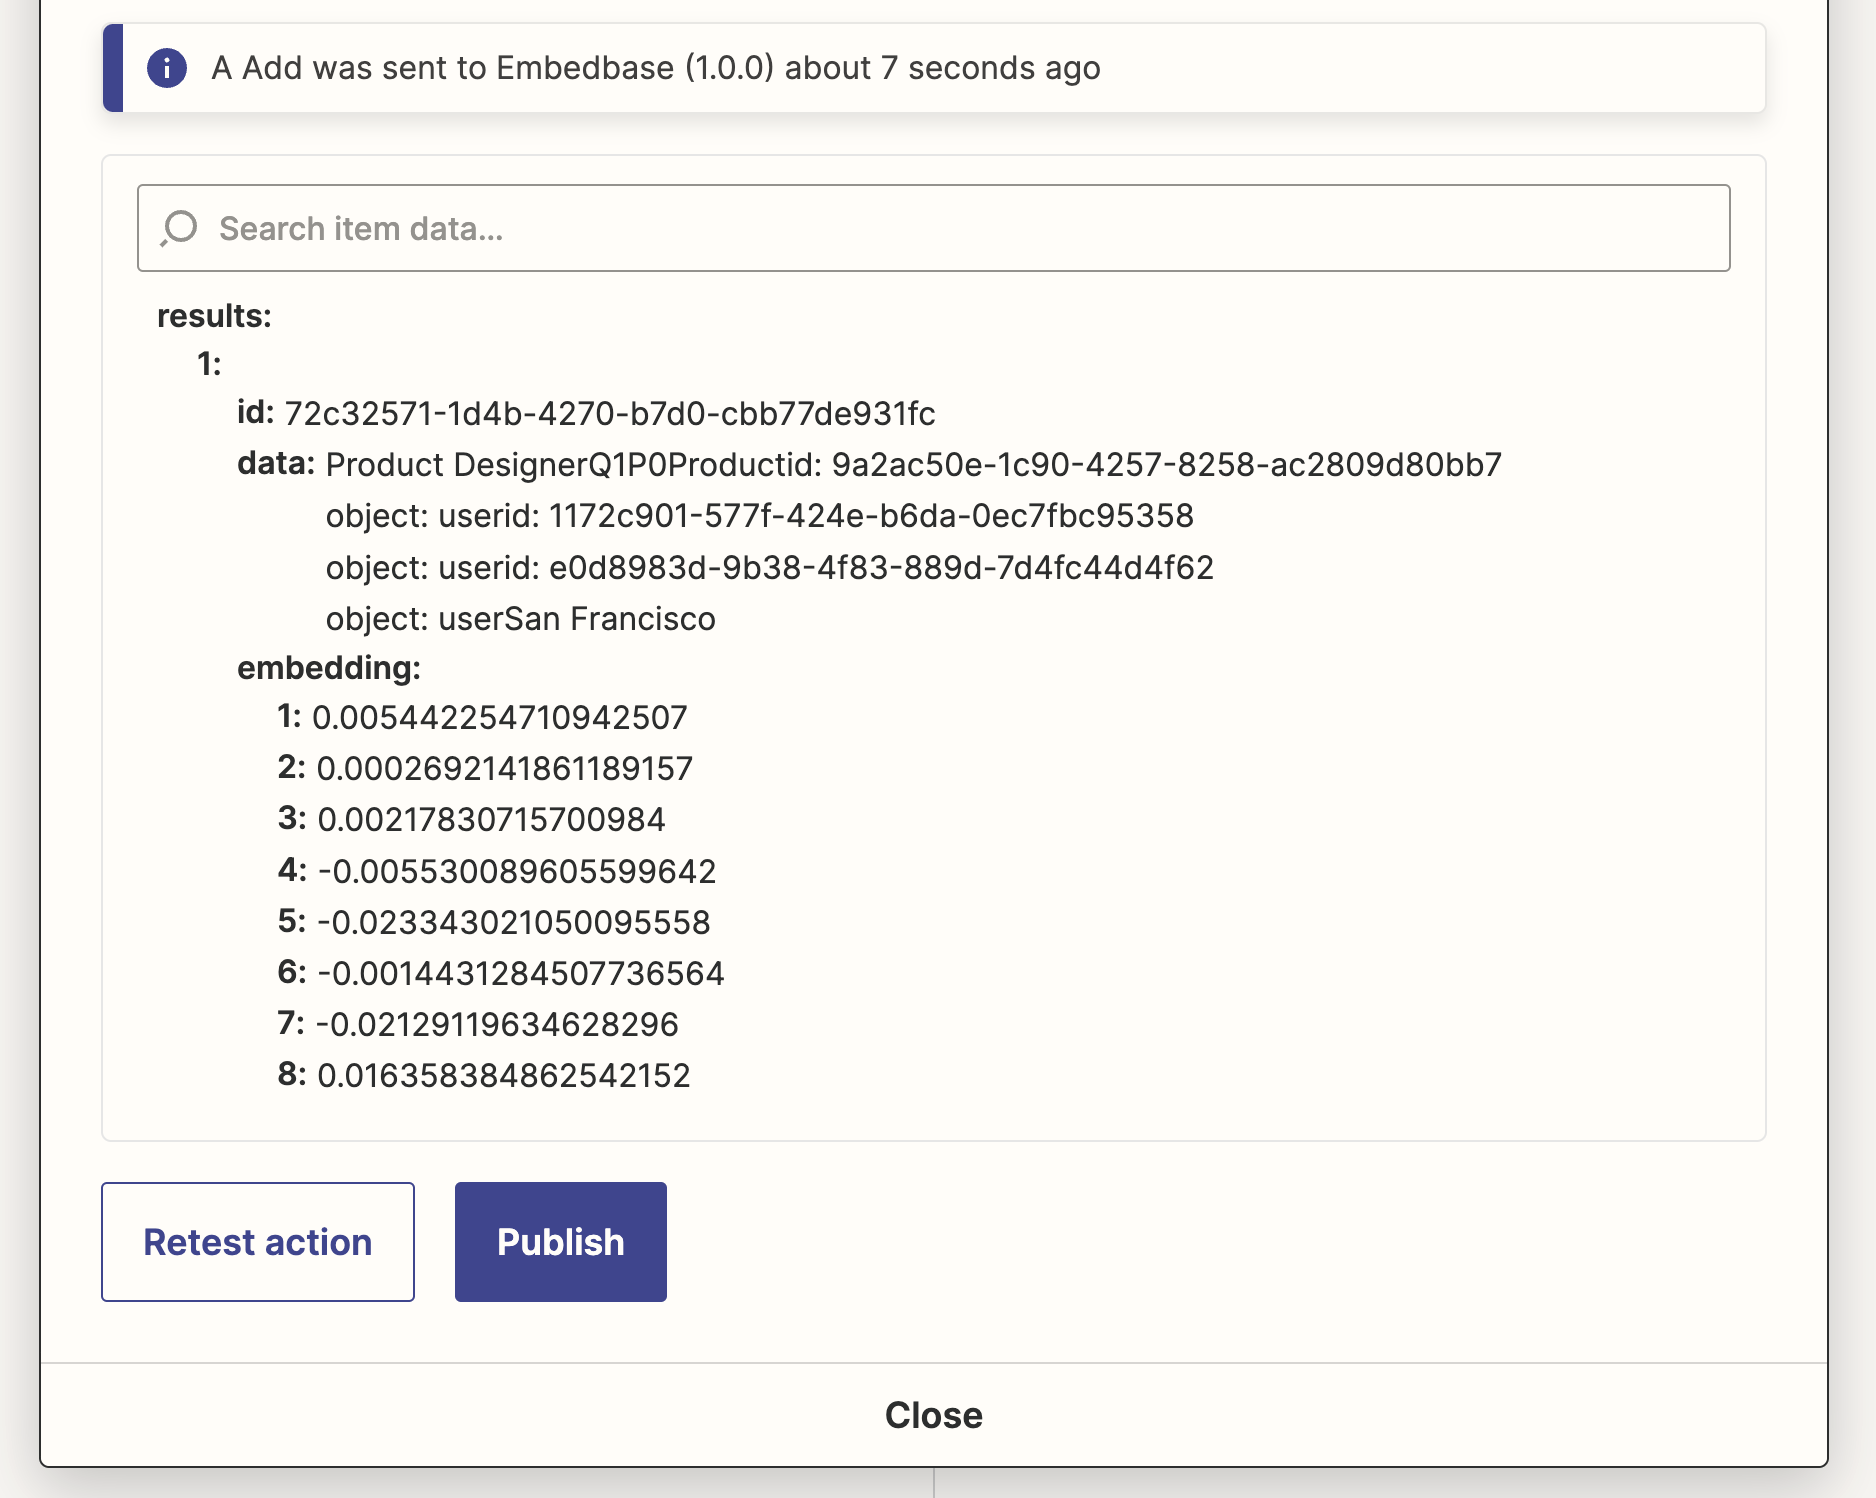 A Add was sent to Embedbase (1.0.0) about 7 seconds ago
Search item data...
results:
1:
id: 72c32571-1d4b-4270-b7d0-cbb77de931fc
data: Product DesignerQ1P0Productid: 9a2ac50e-1c90-4257-8258-ac2809d80bb7
object: userid: 1172c901-577f-424e-b6da-0ec7fbc95358
object: userid: e0d8983d-9b38-4f83-889d-7d4fc44d4f62
object: userSan Francisco
embedding:
1: 0.005442254710942507
2: 0.0002692141861189157
3: 0.00217830715700984
4: -0.005530089605599642
5: -0.023343021050095558
6: -0.0014431284507736564
7: -0.02129119634628296
8: 0.016358384862542152
Retest action
Publish
Close